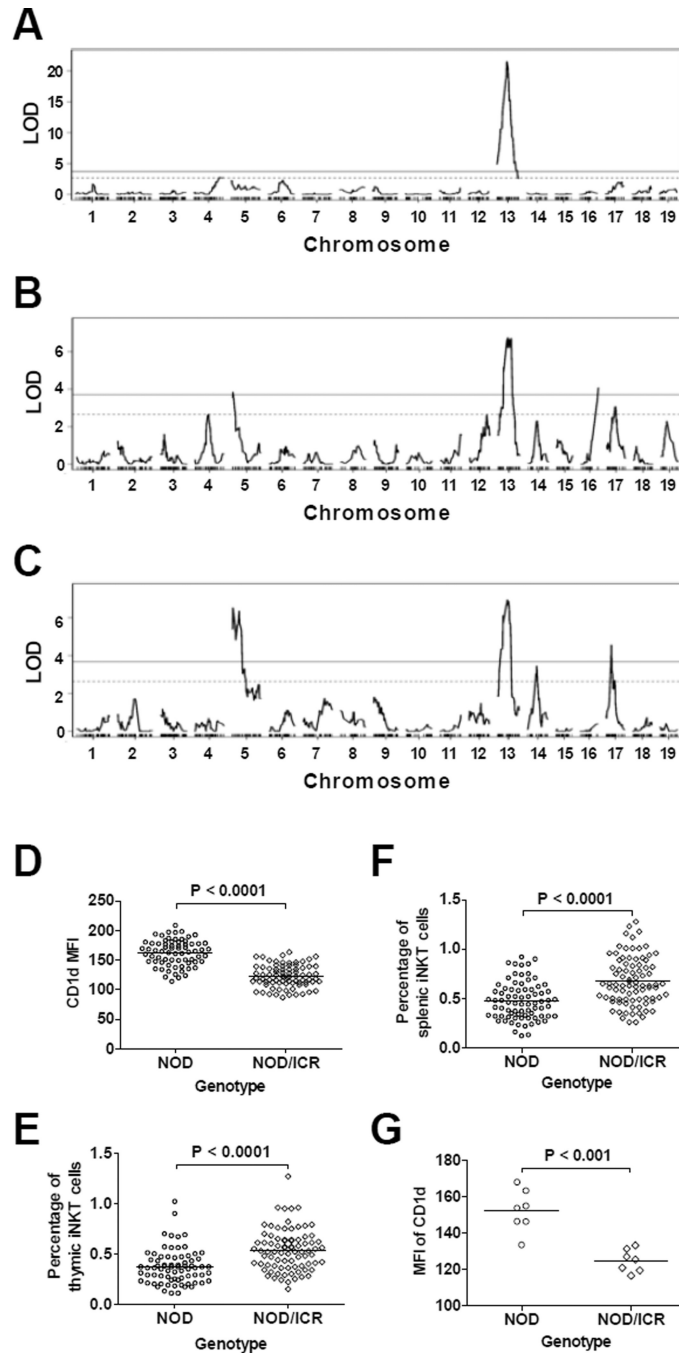 A
LOD
20
15
10
5
0
1 2 3 4 5 6 7 8 9 10 11 12 13 14 15 16 17 18 19
Chromosome
B
LOD
6
4
2
0
1 2 3 4 5 6 7 8 9 10 11 12 13 14 15 16 17 18 19
Chromosome
C
LOD
6
4
2
0
1 2 3 4 5 6 7 8 9 10 11 12 13 14 15 16 17 18 19
Chromosome
D
P < 0.0001
CD1d MFI
250
200
150
100
50
0
NOD NOD/ICR
Genotype
F
P < 0.0001
Percentage of
splenic iNKT cells
1.5
1.0
0.5
0.0
NOD NOD/ICR
Genotype
E
P < 0.0001
Percentage of
thymic iNKT cells
1.5
1.0
0.5
0.0
NOD NOD/ICR
Genotype
G
P < 0.001
MFI of CD1d
180
160
140
120
100
NOD NOD/ICR
Genotype